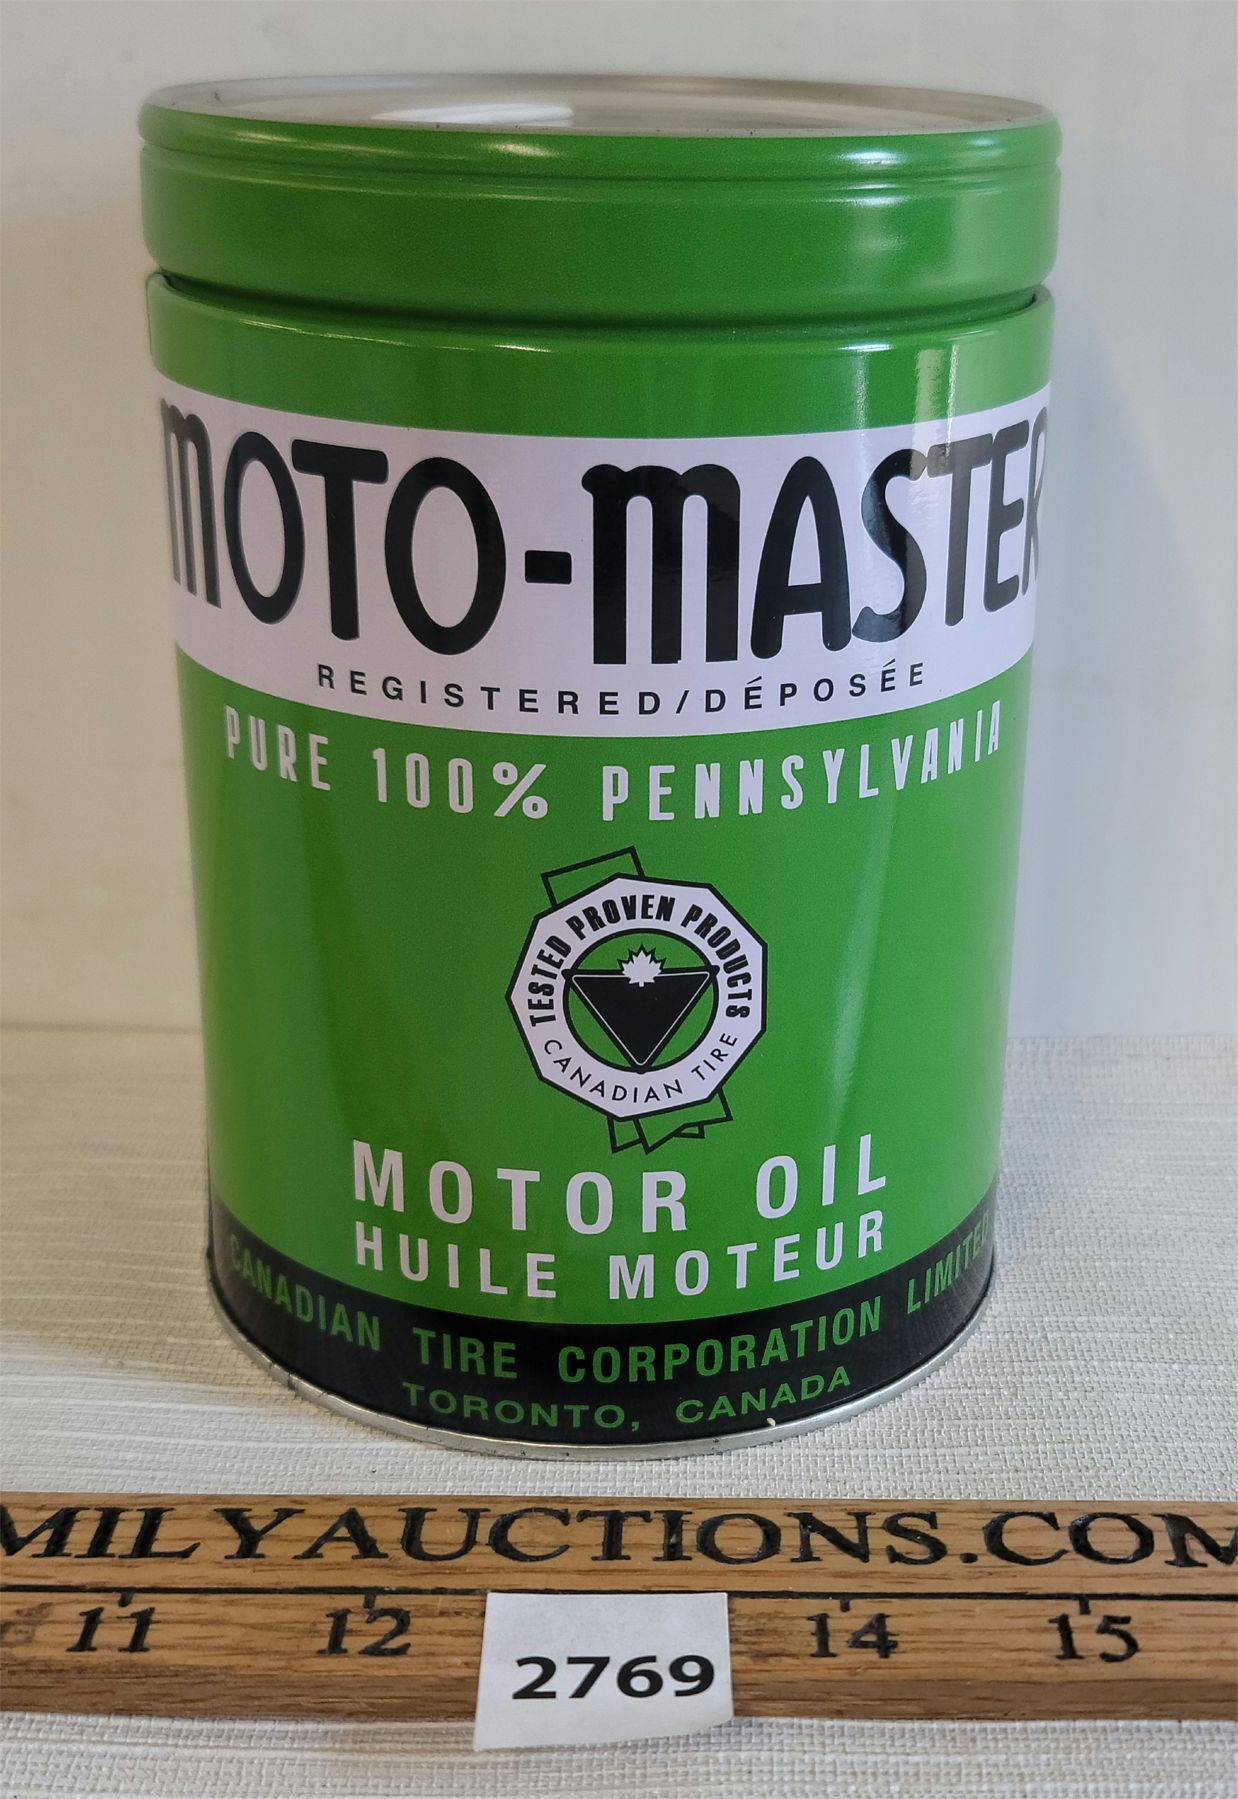 MOTO-MASTER
REGISTERED/DÉPOSÉE
PURE 100% PENNSYLVANIA
TESTED PROVEN PRODUCTS
CANADIAN TIRE
MOTOR OIL
HUILE MOTEUR
CANADIAN TIRE CORPORATION LIMITED
TORONTO, CANADA
MILYAUCTIONS.COM
11 12 14 15
2769